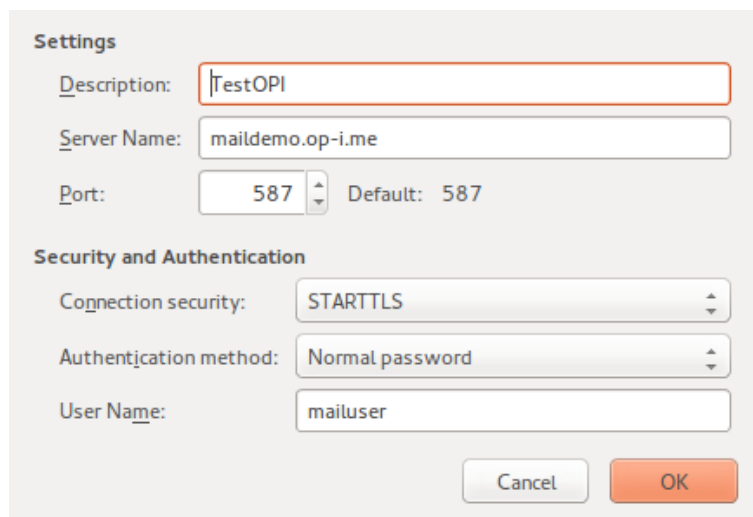 Settings
Description: TestOPI
Server Name: maildemo.op-i.me
Port: 587 Default: 587
Security and Authentication
Connection security: STARTTLS
Authentication method: Normal password
User Name: mailuser
Cancel OK